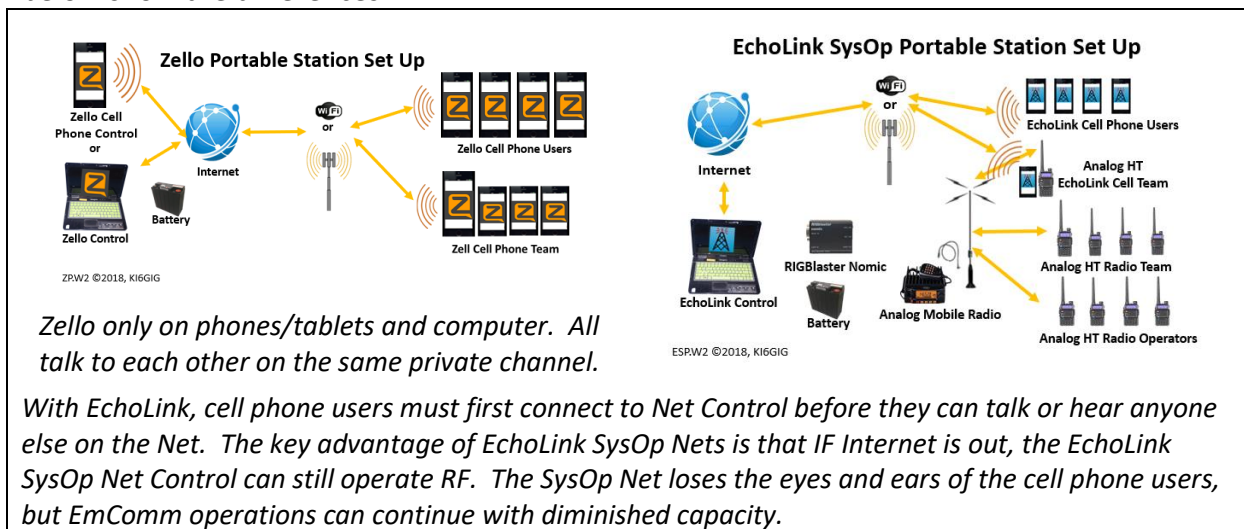 Zello Portable Station Set Up
Zello Cell
Phone Control
or
Zello Control
Battery
Internet
WiFi
or
Zello Cell Phone Users
Zell Cell Phone Team
ZP.W2 ©2018, KI6GIG
Zello only on phones/tablets and computer. All
talk to each other on the same private channel.
EchoLink SysOp Portable Station Set Up
WiFi
or
Internet
EchoLink Cell Phone Users
Analog HT
EchoLink Cell Team
RIGBlaster Nomic
EchoLink Control
Battery
Analog Mobile Radio
Analog HT Radio Team
Analog HT Radio Operators
ESP.W2 ©2018, KI6GIG
With EchoLink, cell phone users must first connect to Net Control before they can talk or hear anyone
else on the Net. The key advantage of EchoLink SysOp Nets is that IF Internet is out, the EchoLink
SysOp Net Control can still operate RF. The SysOp Net loses the eyes and ears of the cell phone users,
but EmComm operations can continue with diminished capacity.